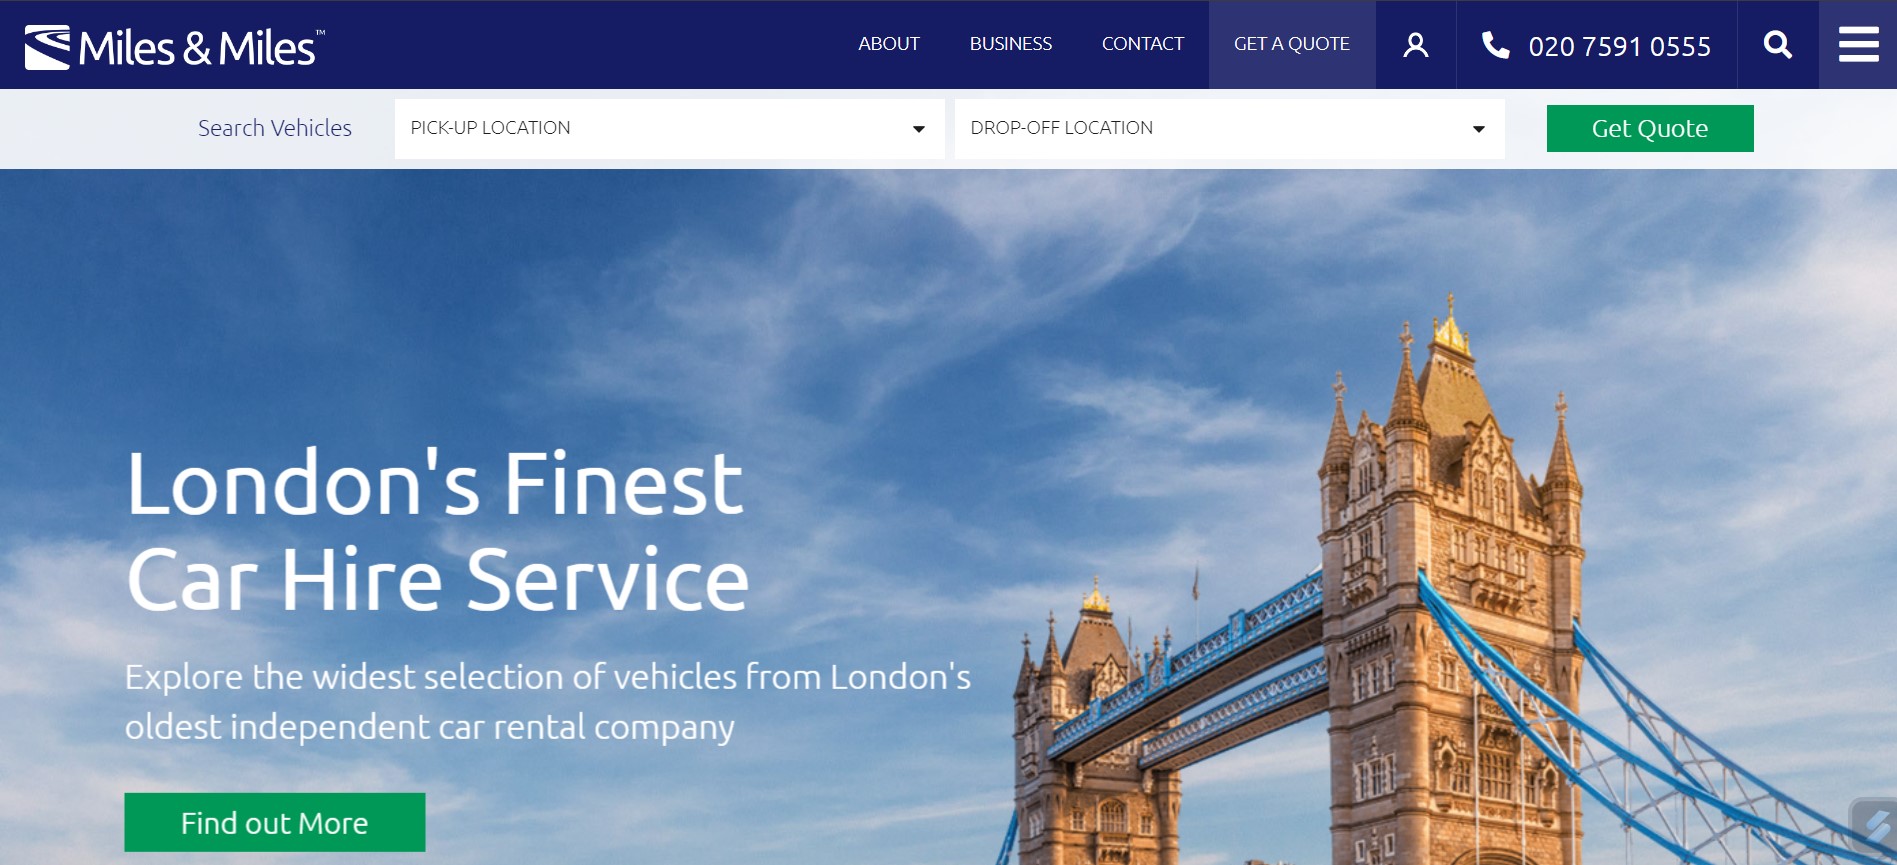 Miles & Miles™
ABOUT
BUSINESS
CONTACT
GET A QUOTE
020 7591 0555
Search Vehicles
PICK-UP LOCATION
DROP-OFF LOCATION
Get Quote
London's Finest
Car Hire Service
Explore the widest selection of vehicles from London's
oldest independent car rental company
Find out More